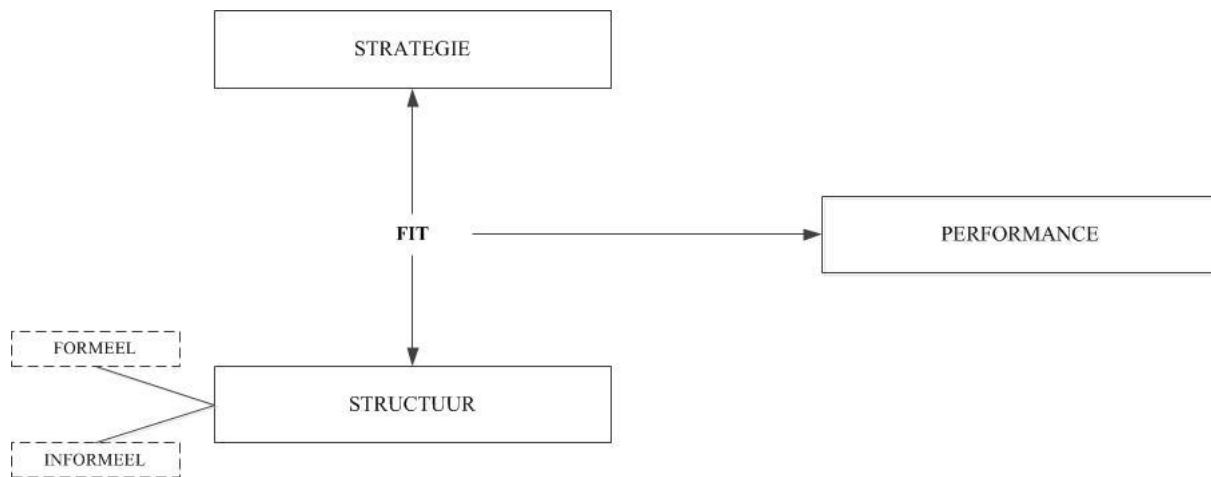 STRATEGIE
FIT
PERFORMANCE
FORMEEL
STRUCTUUR
INFORMEEL